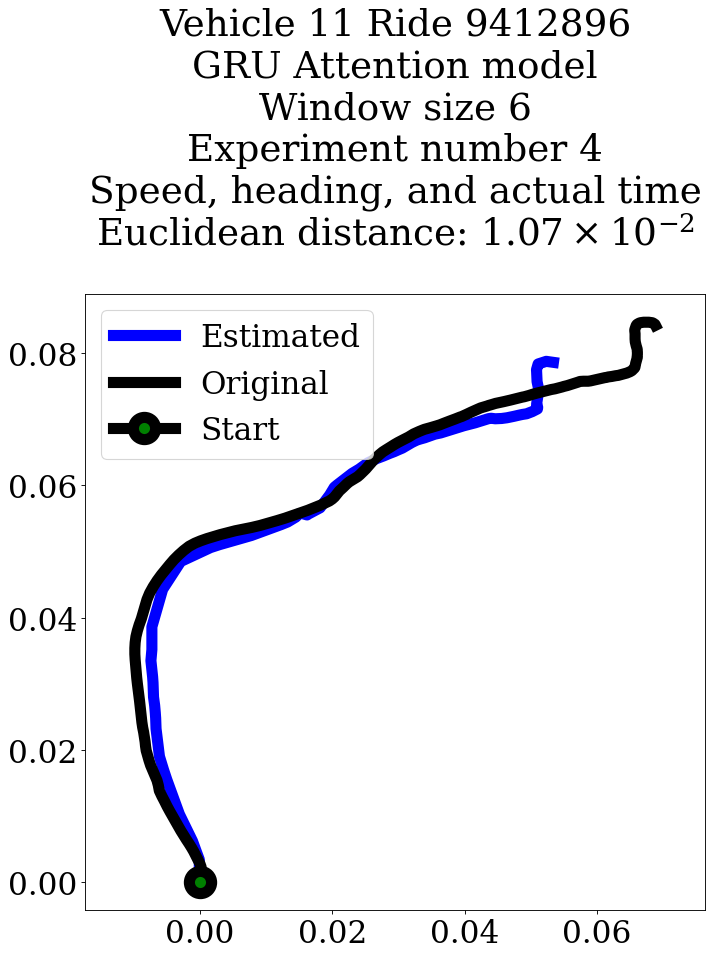 Vehicle 11 Ride 9412896
GRU Attention model
Window size 6
Experiment number 4
Speed, heading, and actual time
Euclidean distance: 1.07 × 10⁻²
Estimated
Original
Start
0.08
0.06
0.04
0.02
0.00
0.00 0.02 0.04 0.06